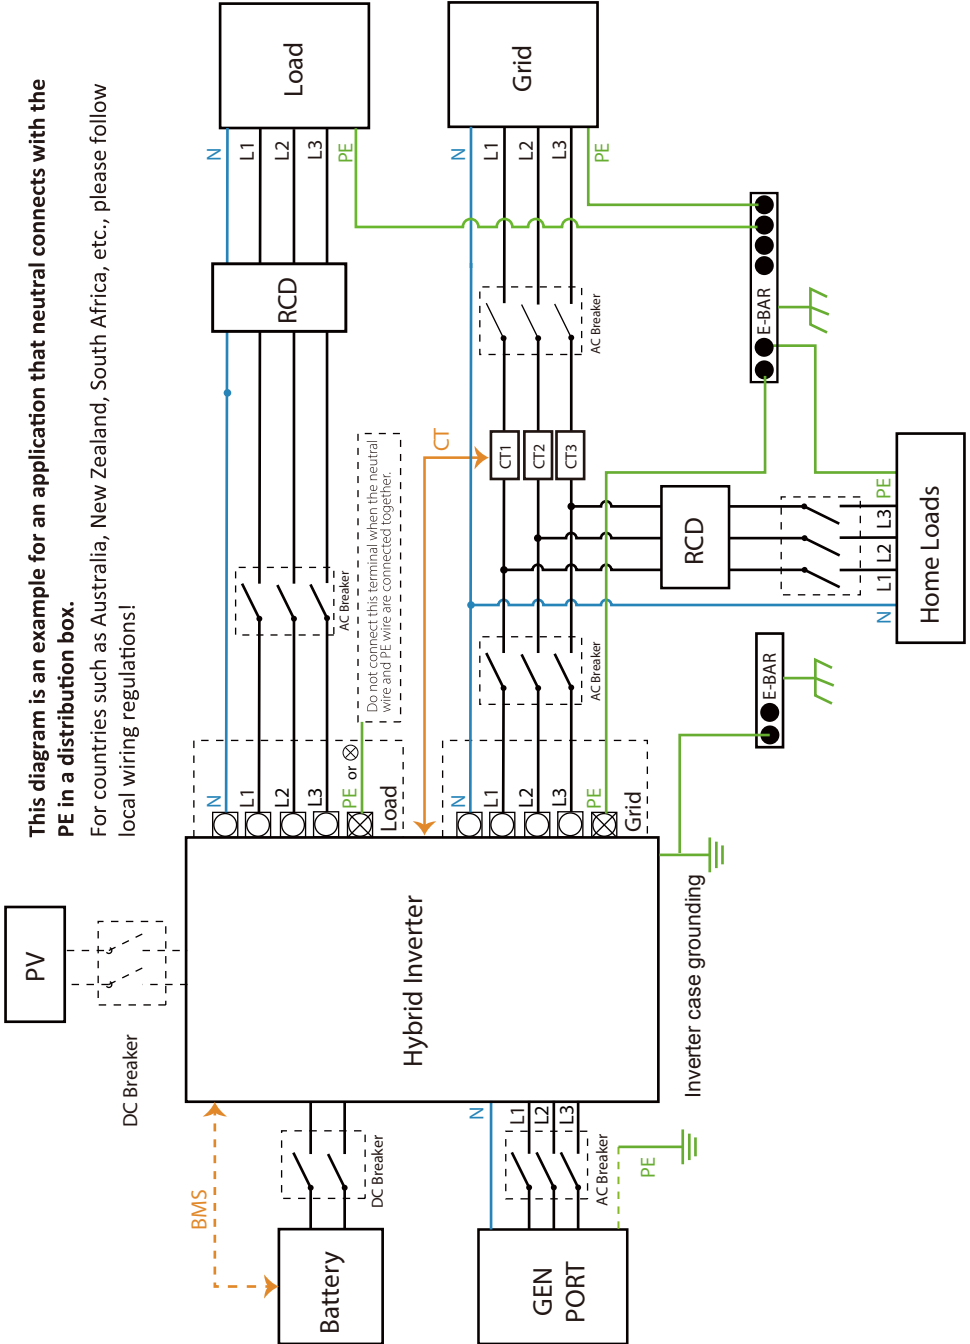 This diagram is an example for an application that neutral connects with the
PE in a distribution box.
For countries such as Australia, New Zealand, South Africa, etc., please follow
local wiring regulations!
PV
DC Breaker
BMS
Battery
DC Breaker
Hybrid Inverter
GEN
PORT
N
L1
L2
L3
AC Breaker
PE
Inverter case grounding
N
L1
L2
L3
PE or ⊗
Load
AC Breaker
Do not connect this terminal when the neutral
wire and PE wire are connected together.
RCD
N
L1
L2
L3
PE
Load
N
L1
L2
L3
PE
Grid
AC Breaker
CT
CT1
CT2
CT3
AC Breaker
N
L1
L2
L3
PE
Grid
RCD
E-BAR
E-BAR
N
L1
L2
L3
PE
Home Loads